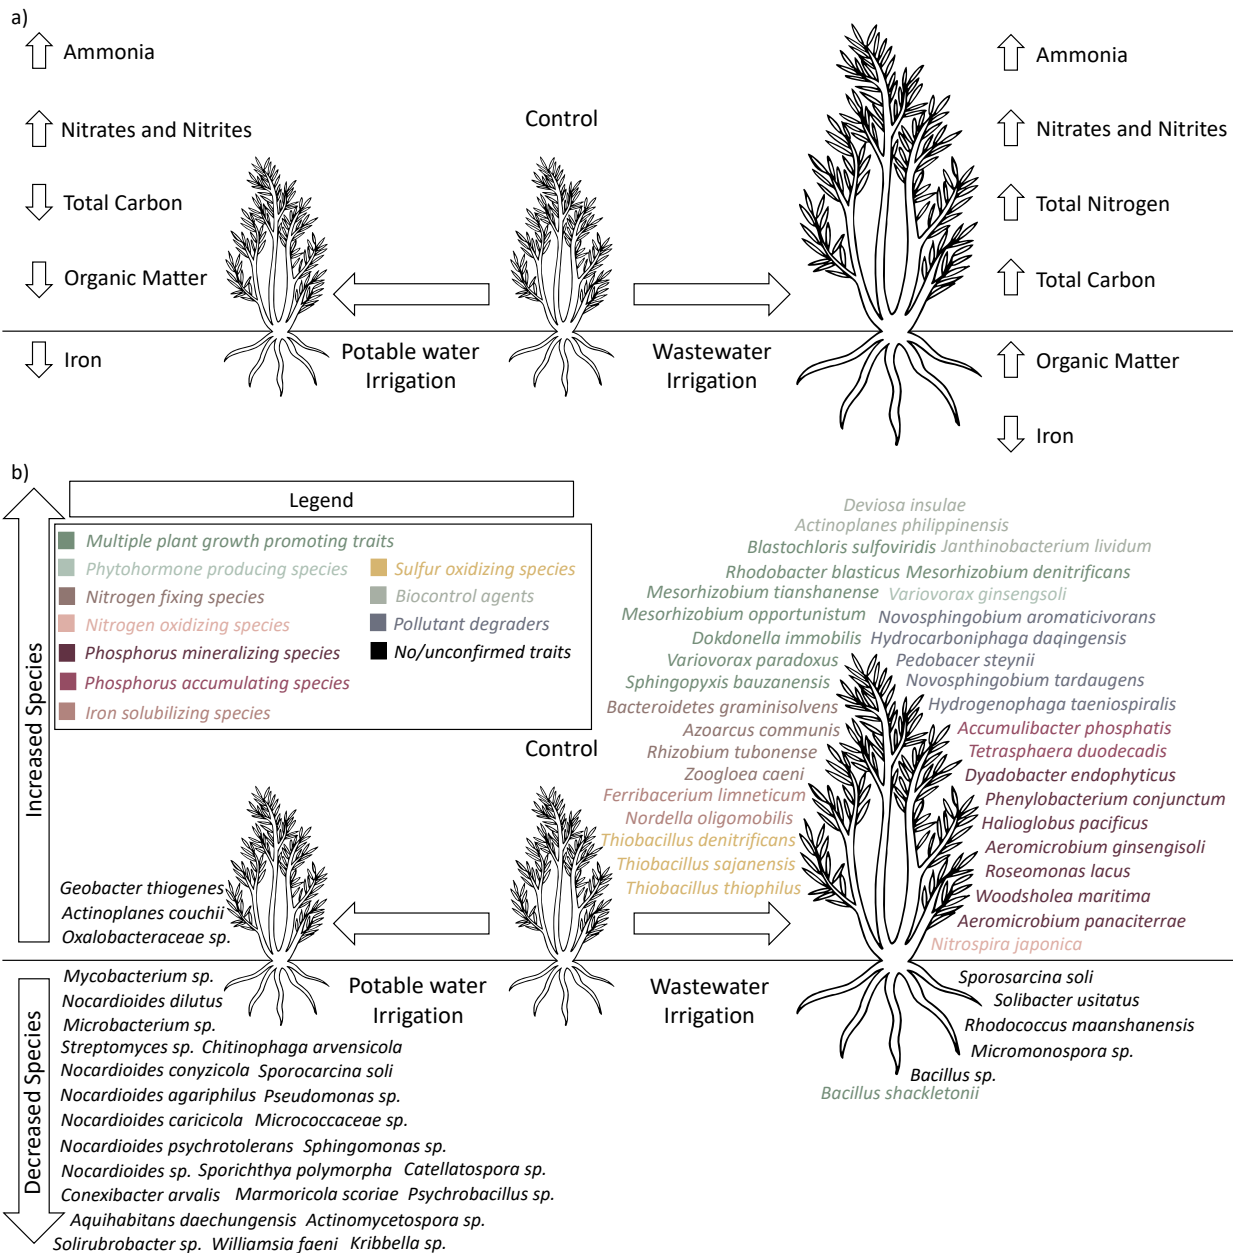 a)
Ammonia
Nitrates and Nitrites
Total Carbon
Organic Matter
Iron
Control
Potable water
Irrigation
Wastewater
Irrigation
Ammonia
Nitrates and Nitrites
Total Nitrogen
Total Carbon
Organic Matter
Iron
b)
Legend
Multiple plant growth promoting traits
Phytohormone producing species
Nitrogen fixing species
Nitrogen oxidizing species
Phosphorus mineralizing species
Phosphorus accumulating species
Iron solubilizing species
Sulfur oxidizing species
Biocontrol agents
Pollutant degraders
No/unconfirmed traits
Increased Species
Decreased Species
Control
Geobacter thiogenes
Actinoplanes couchii
Oxalobacteraceae sp.
Potable water
Irrigation
Wastewater
Irrigation
Mycobacterium sp.
Nocardioides dilutus
Microbacterium sp.
Streptomyces sp. Chitinophaga arvensicola
Nocardioides conyzicola Sporocarcina soli
Nocardioides agariphilus Pseudomonas sp.
Nocardioides caricicola Micrococcaceae sp.
Nocardioides psychrotolerans Sphingomonas sp.
Nocardioides sp. Sporichthya polymorpha Catellatospora sp.
Conexibacter arvalis Marmoricola scoriae Psychrobacillus sp.
Aquihabitans daechungensis Actinomycetospora sp.
Solirubrobacter sp. Williamsia faeni Kribbella sp.
Deviosa insulae
Actinoplanes philippinensis
Blastochloris sulfoviridis Janthinobacterium lividum
Rhodobacter blasticus Mesorhizobium denitrificans
Mesorhizobium tianshanense Variovorax ginsengsoli
Mesorhizobium opportunistum Novosphingobium aromaticivorans
Dokdonella immobilis Hydrocarboniphaga daqingensis
Variovorax paradoxus Pedobacer steynii
Sphingopyxis bauzanensis Novosphingobium tardaugens
Bacteroidetes graminisolvens Hydrogenophaga taeniospiralis
Azoarcus communis Accumulibacter phosphatis
Rhizobium tubonense Tetrasphaera duodecadis
Zoogloea caeni Dyadobacter endophyticus
Ferribacerium limneticum Phenylobacterium conjunctum
Nordella oligomobilis Halioglobus pacificus
Thiobacillus denitrificans Aeromicrobium ginsengisoli
Thiobacillus sajanensis Roseomonas lacus
Thiobacillus thiophilus Woodsholea maritima
Aeromicrobium panaciterrae
Nitrospira japonica
Sporosarcina soli
Solibacter usitatus
Rhodococcus maanshanensis
Micromonospora sp.
Bacillus sp.
Bacillus shackletonii